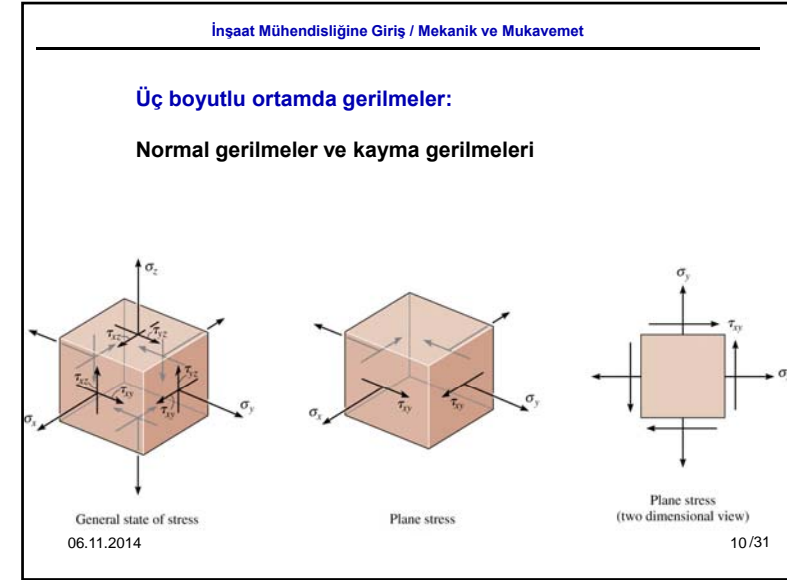 İnşaat Mühendisliğine Giriş / Mekanik ve Mukavemet
Üç boyutlu ortamda gerilmeler:
Normal gerilmeler ve kayma gerilmeleri
σz
τxz τyz
τxz τxy τxy τyz
σx σy
General state of stress
σx τxy τxy σy
Plane stress
σy
τxy
Plane stress
(two dimensional view)
06.11.2014
10/31